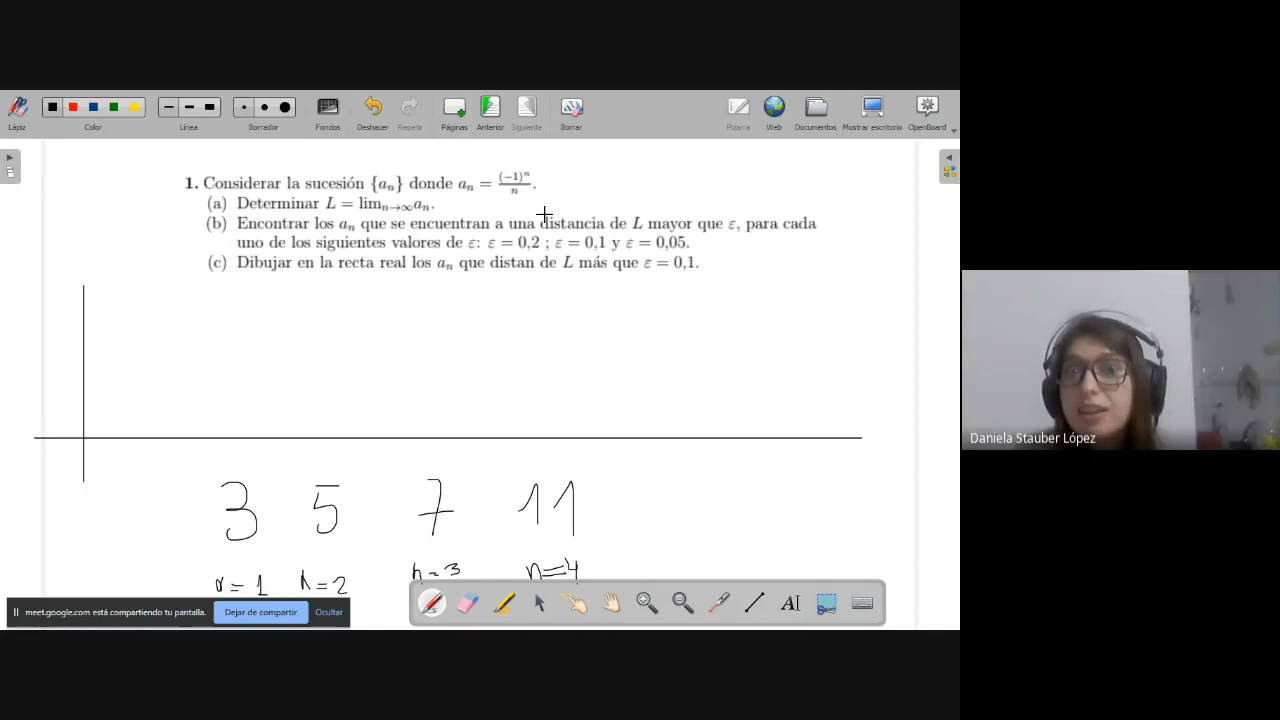 Lápiz Color Línea Borrador Fondos Deshacer Repetir Páginas Anterior Siguiente Borrar Pizarra Web Documentos Mostrar escritorio OpenBoard
1. Considerar la sucesión {aₙ} donde aₙ = (-1)ⁿ/n.
(a) Determinar L = limₙ→∞ aₙ.
(b) Encontrar los aₙ que se encuentran a una distancia de L mayor que ε, para cada
uno de los siguientes valores de ε: ε = 0,2 ; ε = 0,1 y ε = 0,05.
(c) Dibujar en la recta real los aₙ que distan de L más que ε = 0,1.
Daniela Stauber López
3 5 7 11
n = 1 n = 2 n = 3 n = 4
meet.google.com está compartiendo tu pantalla. Dejar de compartir Ocultar
AI